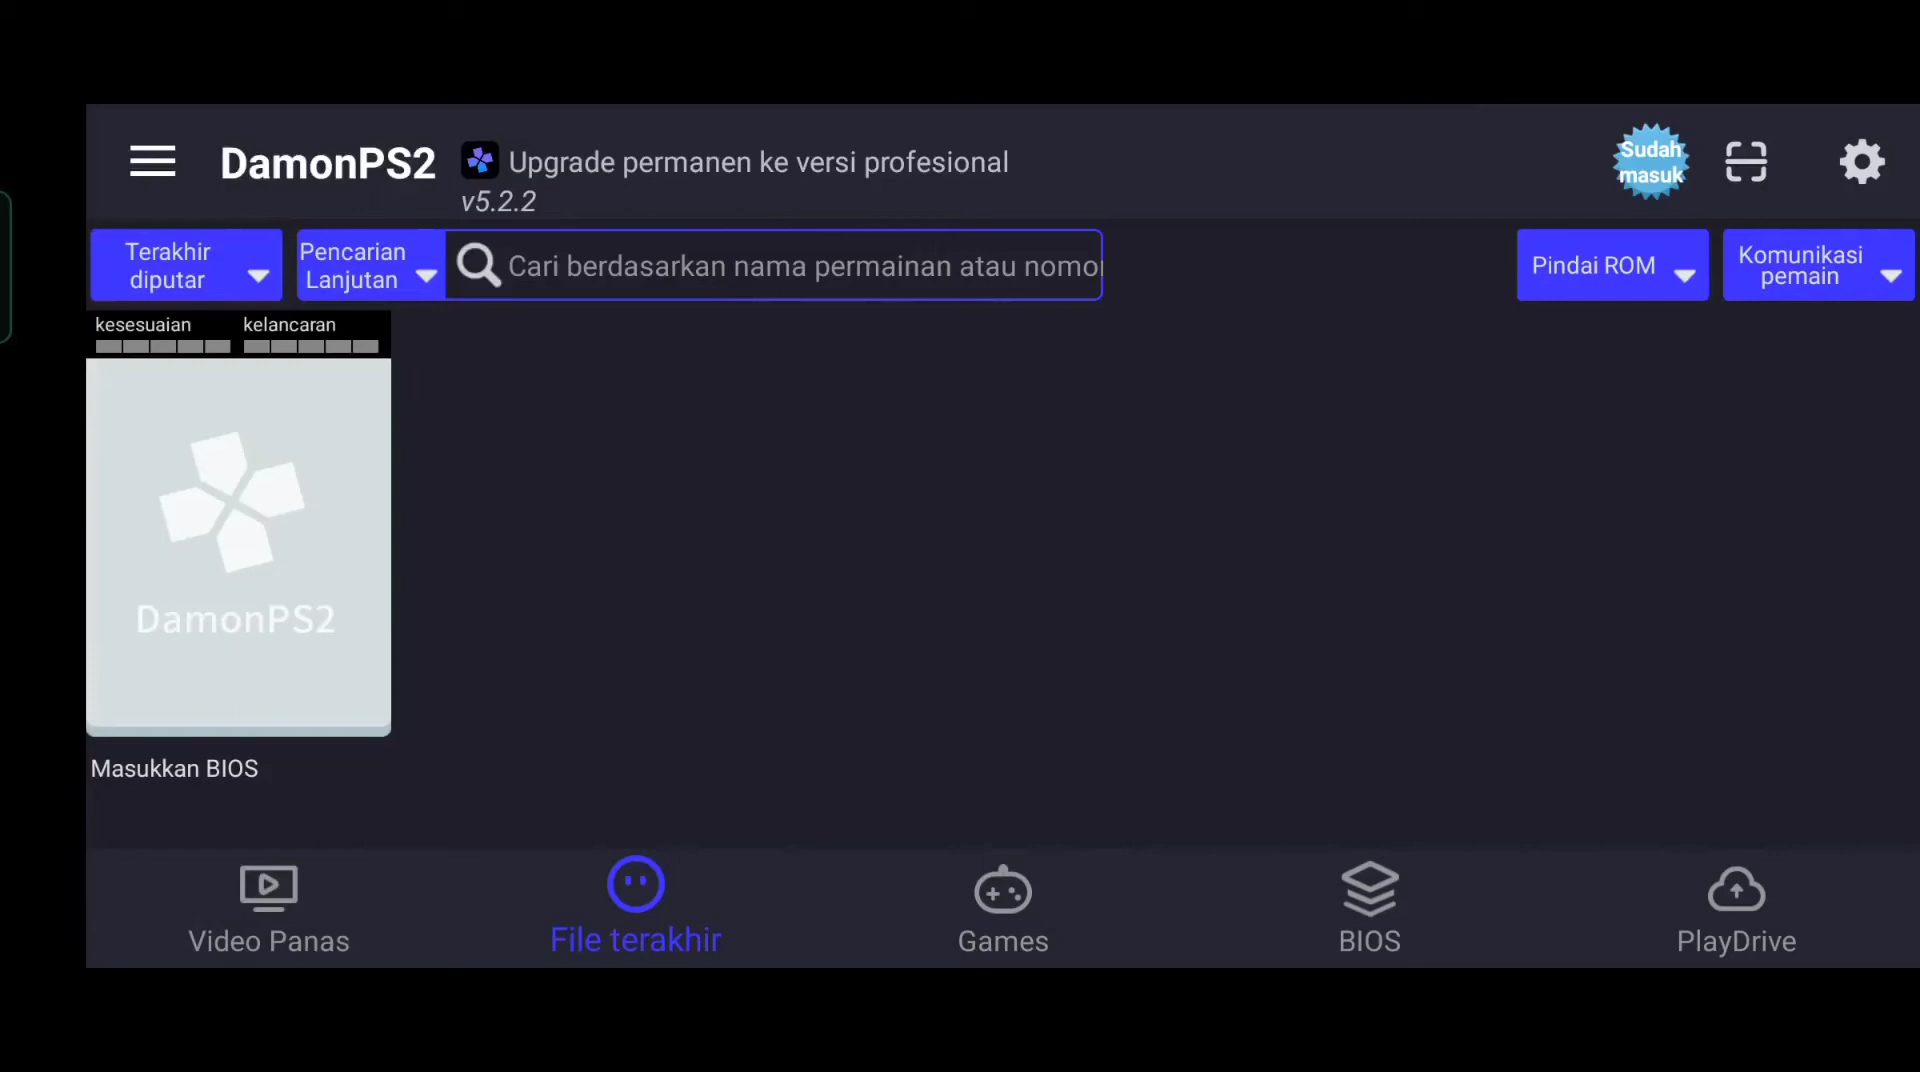 DamonPS2
Upgrade permanen ke versi profesional
v5.2.2
Sudah
masuk
Terakhir
diputar
Pencarian
Lanjutan
Cari berdasarkan nama permainan atau nomor
Pindai ROM
Komunikasi
pemain
kesesuaian
kelancaran
DamonPS2
Masukkan BIOS
Video Panas
File terakhir
Games
BIOS
PlayDrive